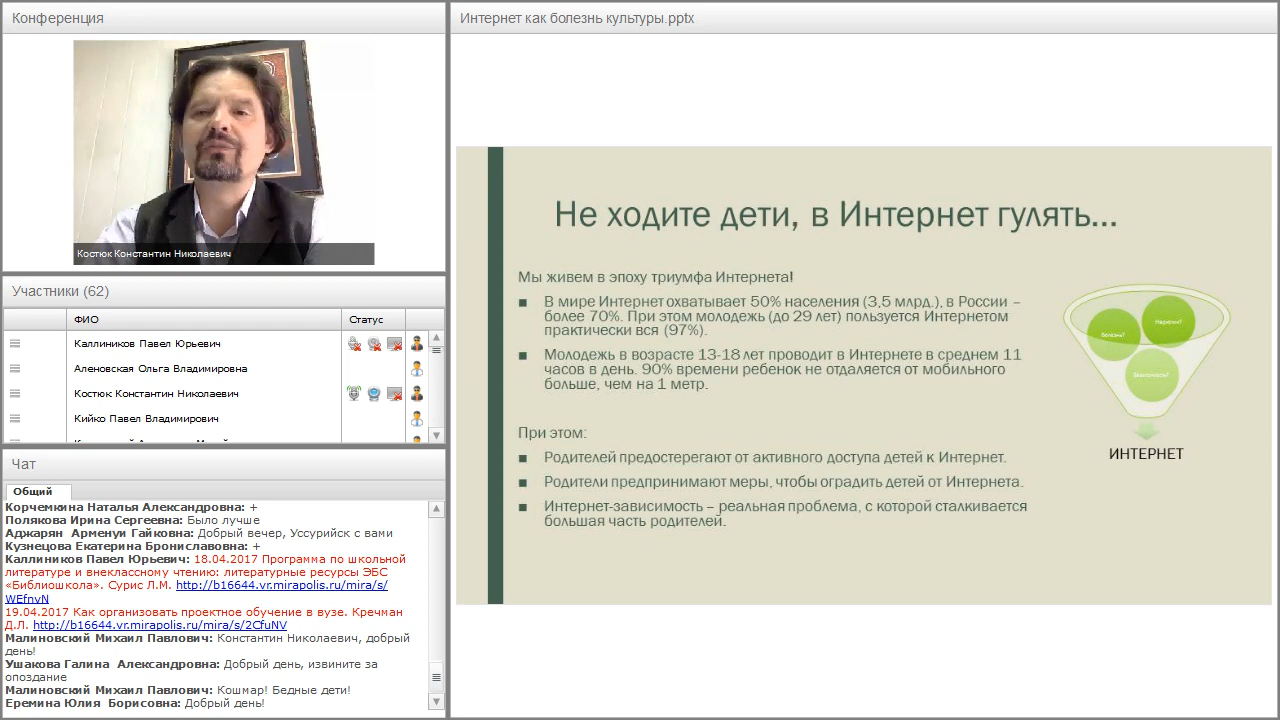 Конференция
Костюк Константин Николаевич
Участники (62)
ФИО
Статус
Каллиников Павел Юрьевич
Аленовская Ольга Владимировна
Костюк Константин Николаевич
Кийко Павел Владимирович
Чат
Общий
Корчемкина Наталья Александровна: +
Полякова Ирина Сергеевна: Было лучше
Аджарян Арменуи Гайковна: Добрый вечер, Уссурийск с вами
Кузнецова Екатерина Брониславовна: +
Каллиников Павел Юрьевич: 18.04.2017 Программа по школьной
литературе и внеклассному чтению: литературные ресурсы ЭБС
«Библиошкола». Сурис Л.М. http://b16644.vr.mirapolis.ru/mira/s/
WEfnvN
19.04.2017 Как организовать проектное обучение в вузе. Кречман
Д.Л. http://b16644.vr.mirapolis.ru/mira/s/2CfuNV
Малиновский Михаил Павлович: Константин Николаевич, добрый
день!
Ушакова Галина Александровна: Добрый день, извините за
опоздание
Малиновский Михаил Павлович: Кошмар! Бедные дети!
Еремина Юлия Борисовна: Добрый день!
Интернет как болезнь культуры.pptx
Не ходите дети, в Интернет гулять...
Мы живем в эпоху триумфа Интернета!
■ В мире Интернет охватывает 50% населения (3,5 млрд.), в России –
более 70%. При этом молодежь (до 29 лет) пользуется Интернетом
практически вся (97%).
■ Молодежь в возрасте 13-18 лет проводит в Интернете в среднем 11
часов в день. 90% времени ребенок не отдаляется от мобильного
больше, чем на 1 метр.
При этом:
■ Родителей предостерегают от активного доступа детей к Интернет.
■ Родители предпринимают меры, чтобы оградить детей от Интернета.
■ Интернет-зависимость – реальная проблема, с которой сталкивается
большая часть родителей.
Болезнь?
Наркотик?
Зависимость?
ИНТЕРНЕТ